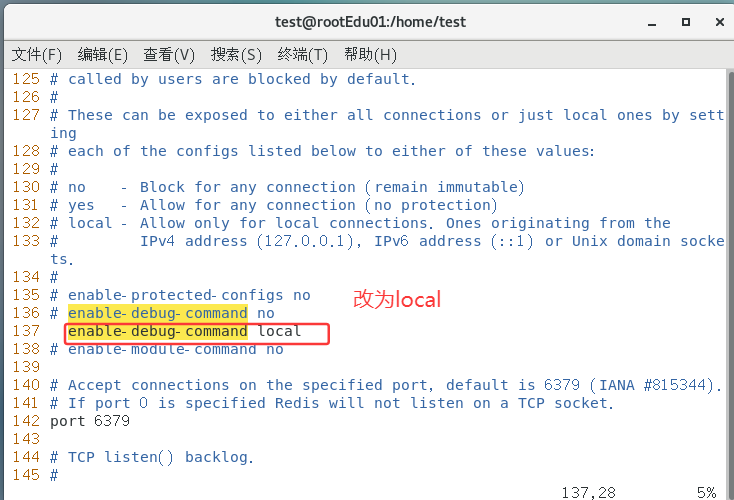 test@rootEdu01:/home/test
文件(F) 编辑(E) 查看(V) 搜索(S) 终端(T) 帮助(H)
125 # called by users are blocked by default.
126 #
127 # These can be exposed to either all connections or just local ones by sett
ing
128 # each of the configs listed below to either of these values:
129 #
130 # no    - Block for any connection (remain immutable)
131 # yes   - Allow for any connection (no protection)
132 # local - Allow only for local connections. Ones originating from the
133 #         IPv4 address (127.0.0.1), IPv6 address (::1) or Unix domain socke
ts.
134 #
135 # enable-protected-configs no
改为local
136 # enable-debug-command no
137   enable-debug-command local
138 # enable-module-command no
139
140 # Accept connections on the specified port, default is 6379 (IANA #815344).
141 # If port 0 is specified Redis will not listen on a TCP socket.
142 port 6379
143
144 # TCP listen() backlog.
145 #
137,28 5%